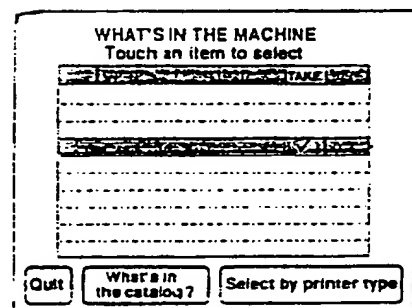 WHAT'S IN THE MACHINE
Touch an item to select
TAKE
Quit
What's in
the catalog?
Select by printer type